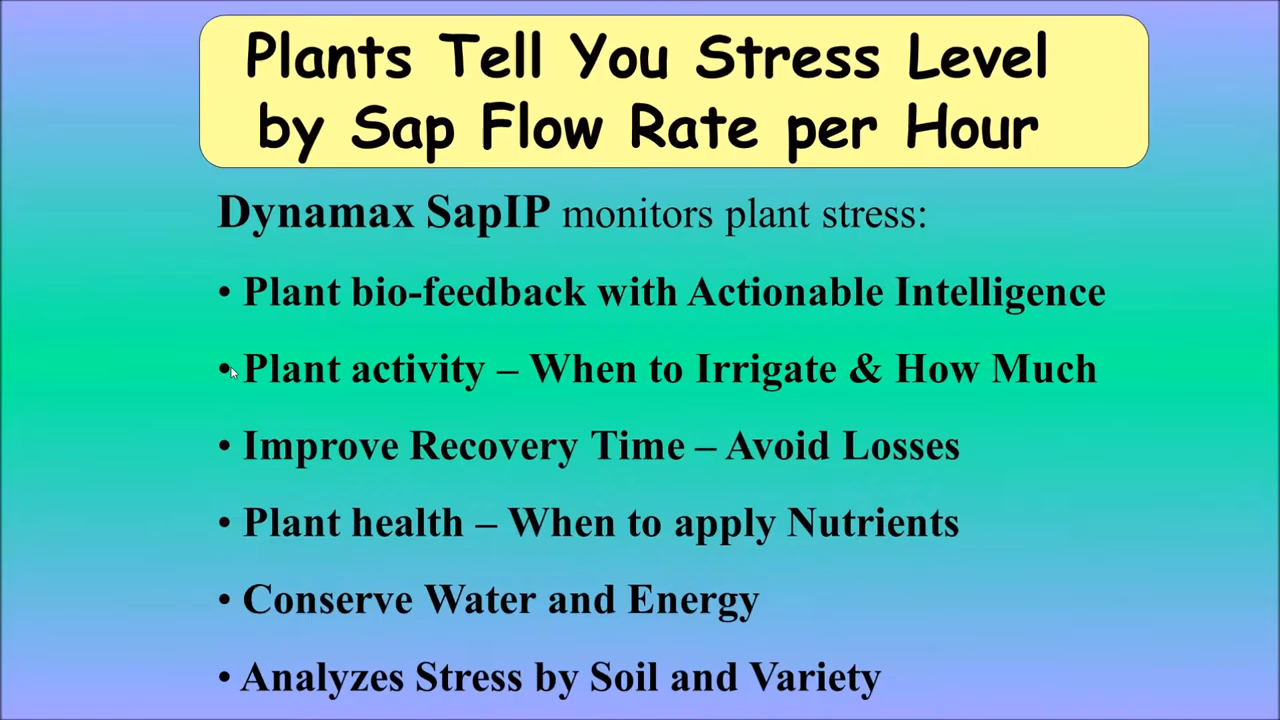 Plants Tell You Stress Level
by Sap Flow Rate per Hour
Dynamax SapIP monitors plant stress:
• Plant bio-feedback with Actionable Intelligence
• Plant activity – When to Irrigate & How Much
• Improve Recovery Time – Avoid Losses
• Plant health – When to apply Nutrients
• Conserve Water and Energy
• Analyzes Stress by Soil and Variety